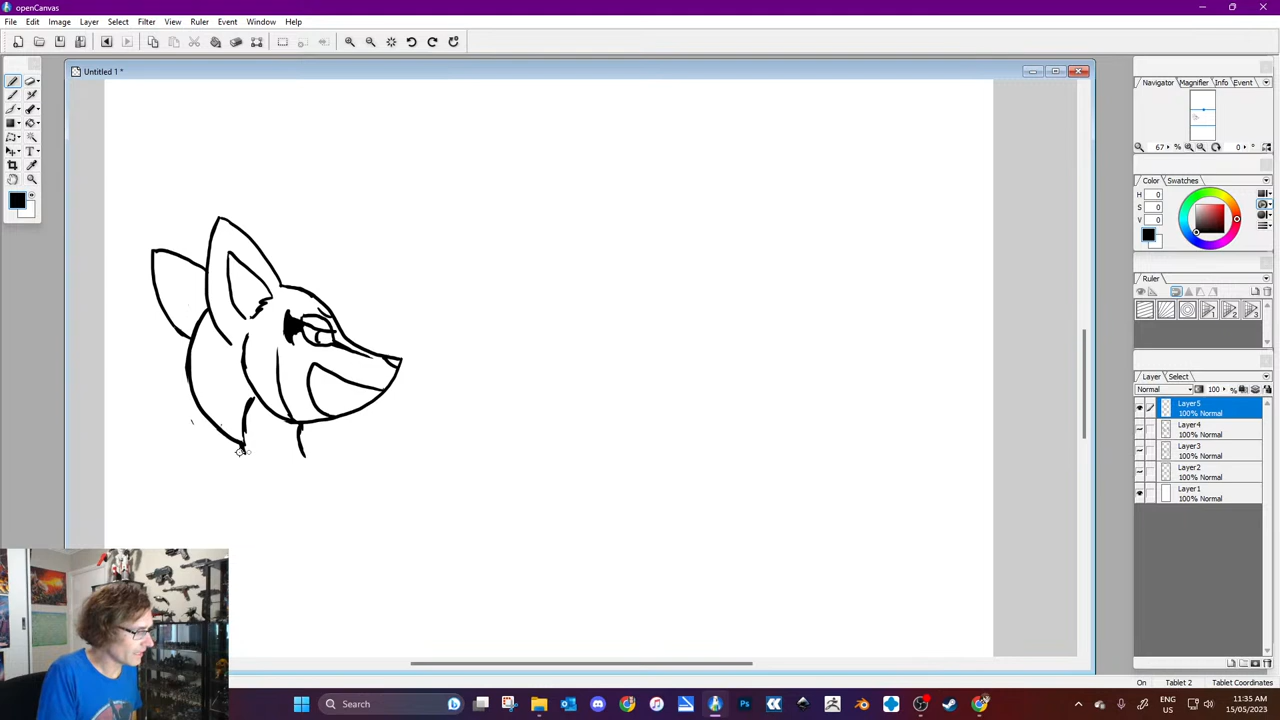 openCanvas
File Edit Image Layer Select Filter View Ruler Event Window Help
Untitled 1 *
Navigator Magnifier Info Event
67 % 0 °
Color Swatches
H 0
S 0
V 0
Ruler
Layer Select
Normal 100
Layer5
100% Normal
Layer4
100% Normal
Layer3
100% Normal
Layer2
100% Normal
Layer1
100% Normal
On Tablet 2 Tablet Coordinates
Search
ENG
US
11:35 AM
15/05/2023